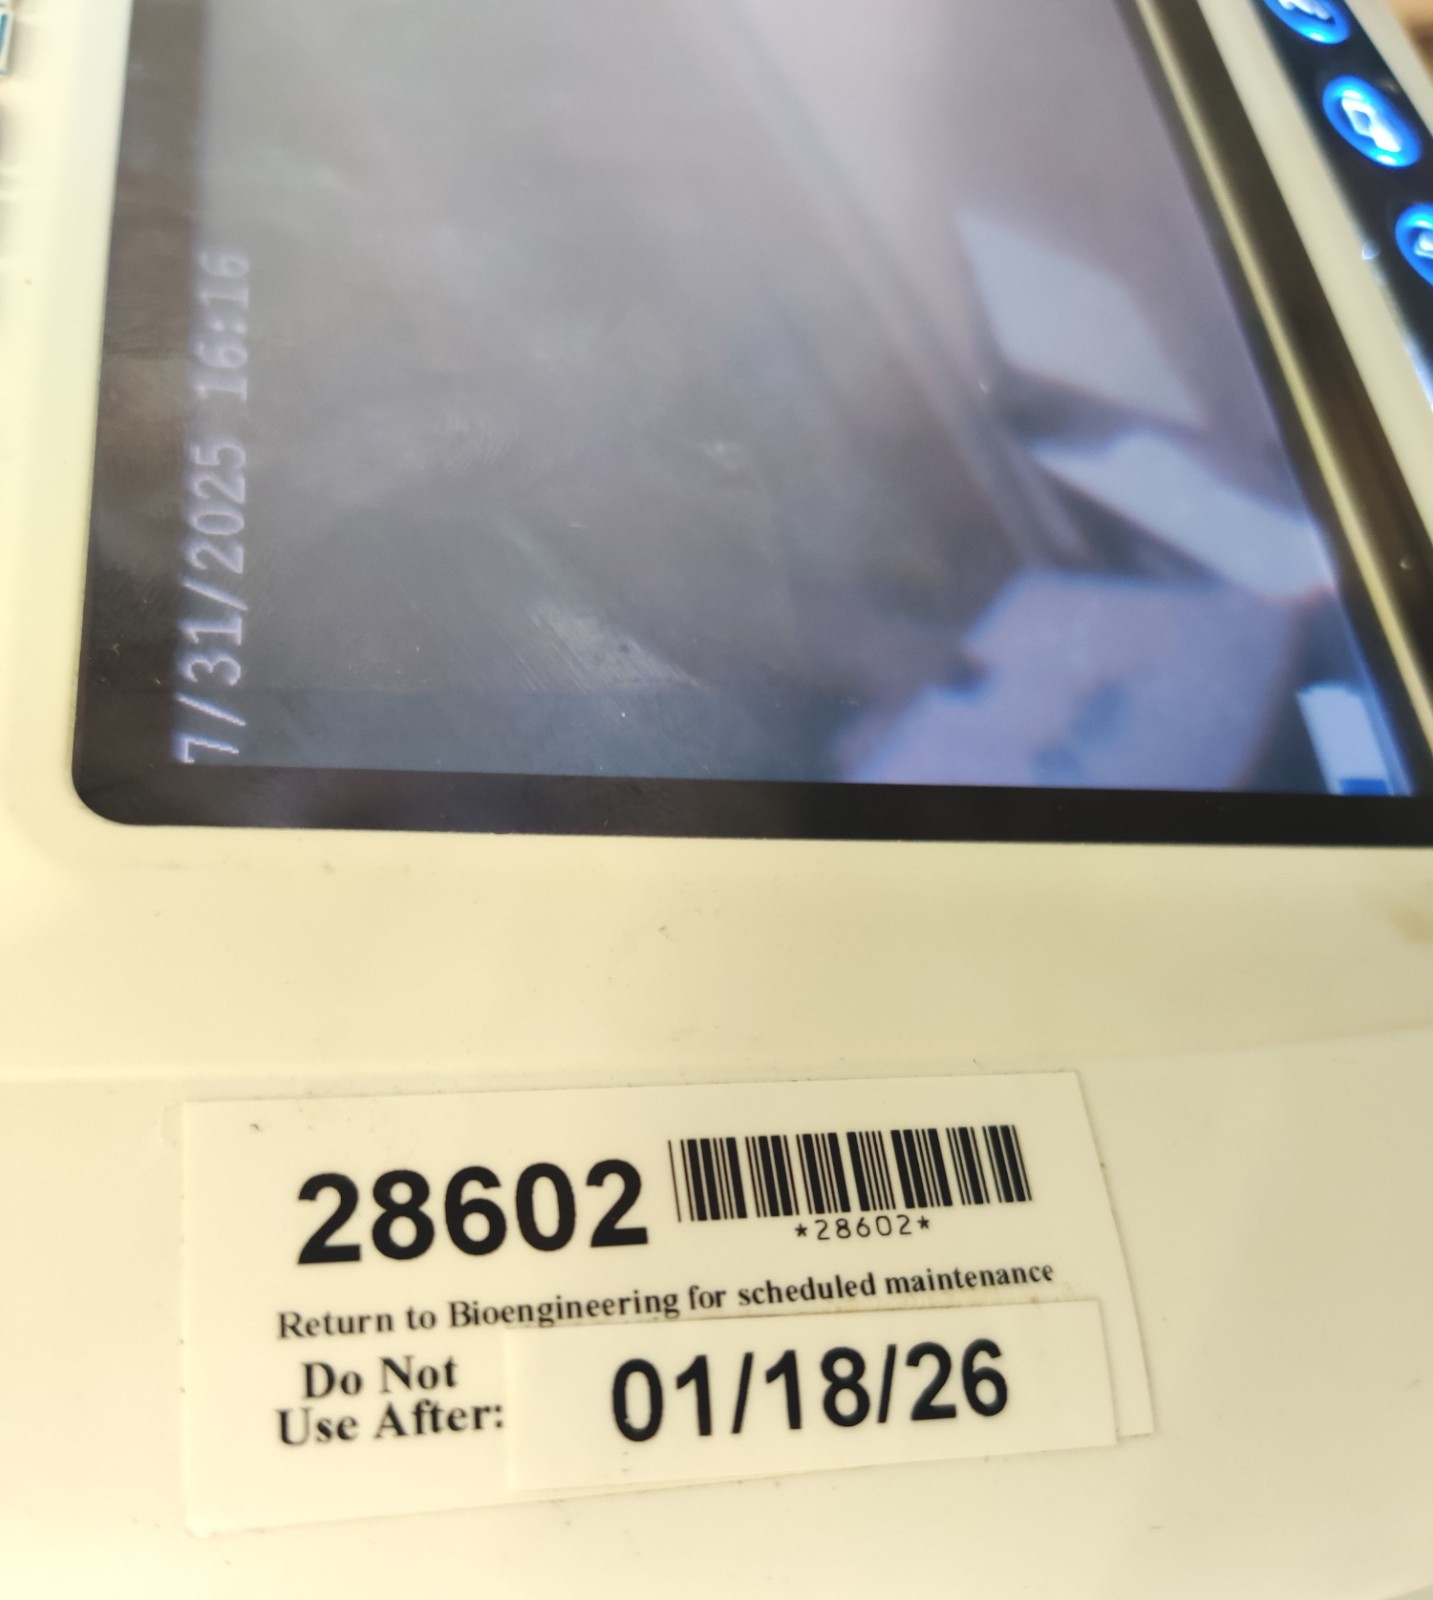 7/31/2025 16:16
28602
*28602*
Return to Bioengineering for scheduled maintenance
Do Not
Use After:
01/18/26